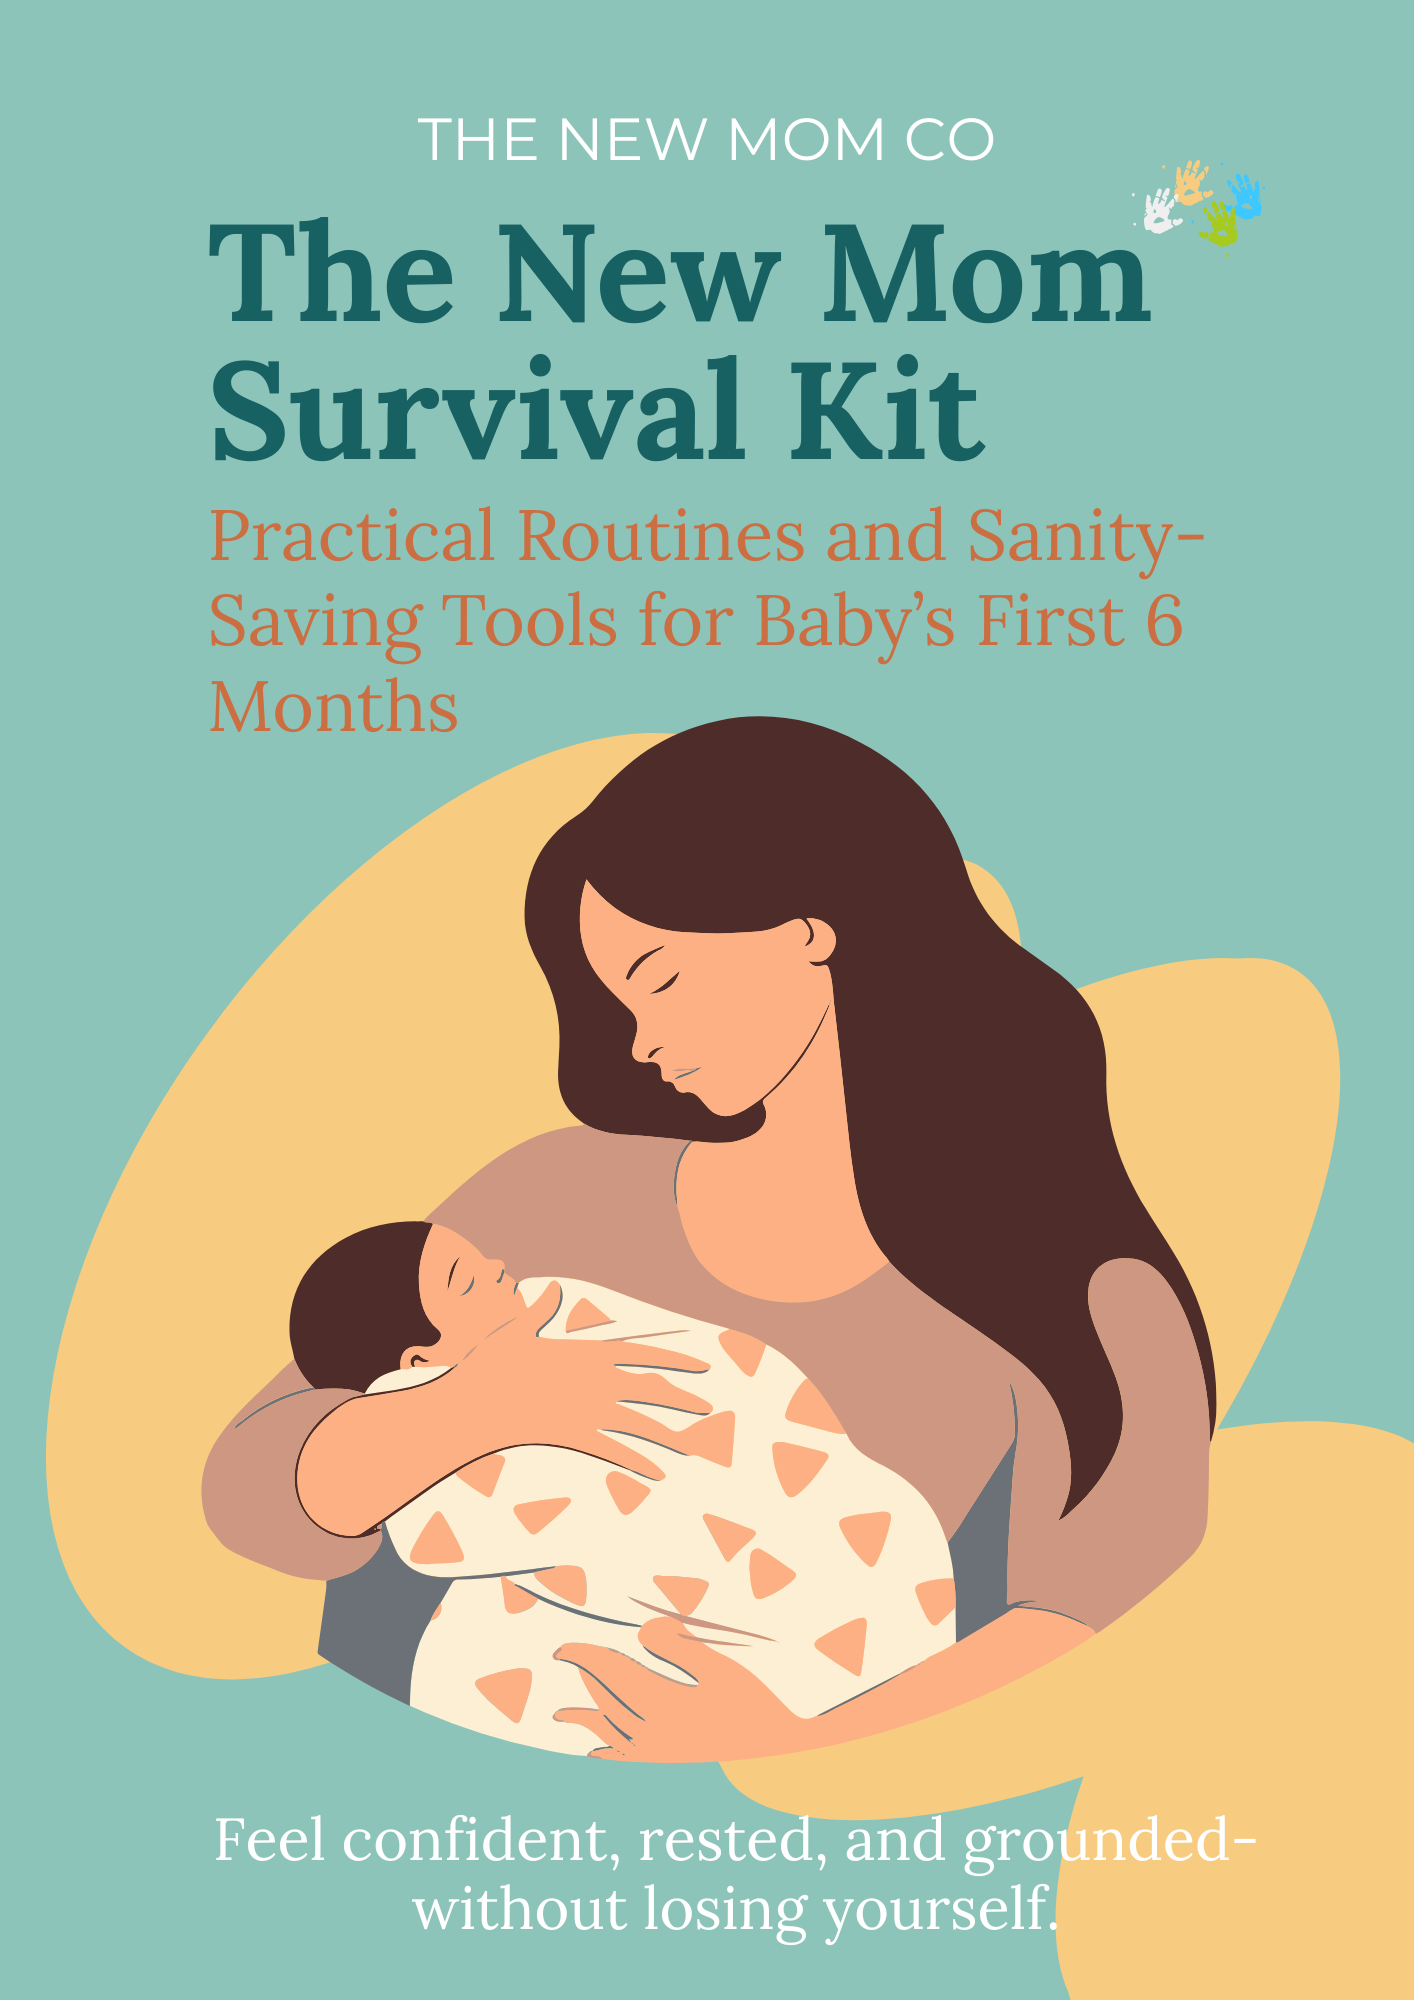 THE NEW MOM CO
The New Mom
Survival Kit
Practical Routines and Sanity-
Saving Tools for Baby’s First 6
Months
Feel confident, rested, and grounded-
without losing yourself.